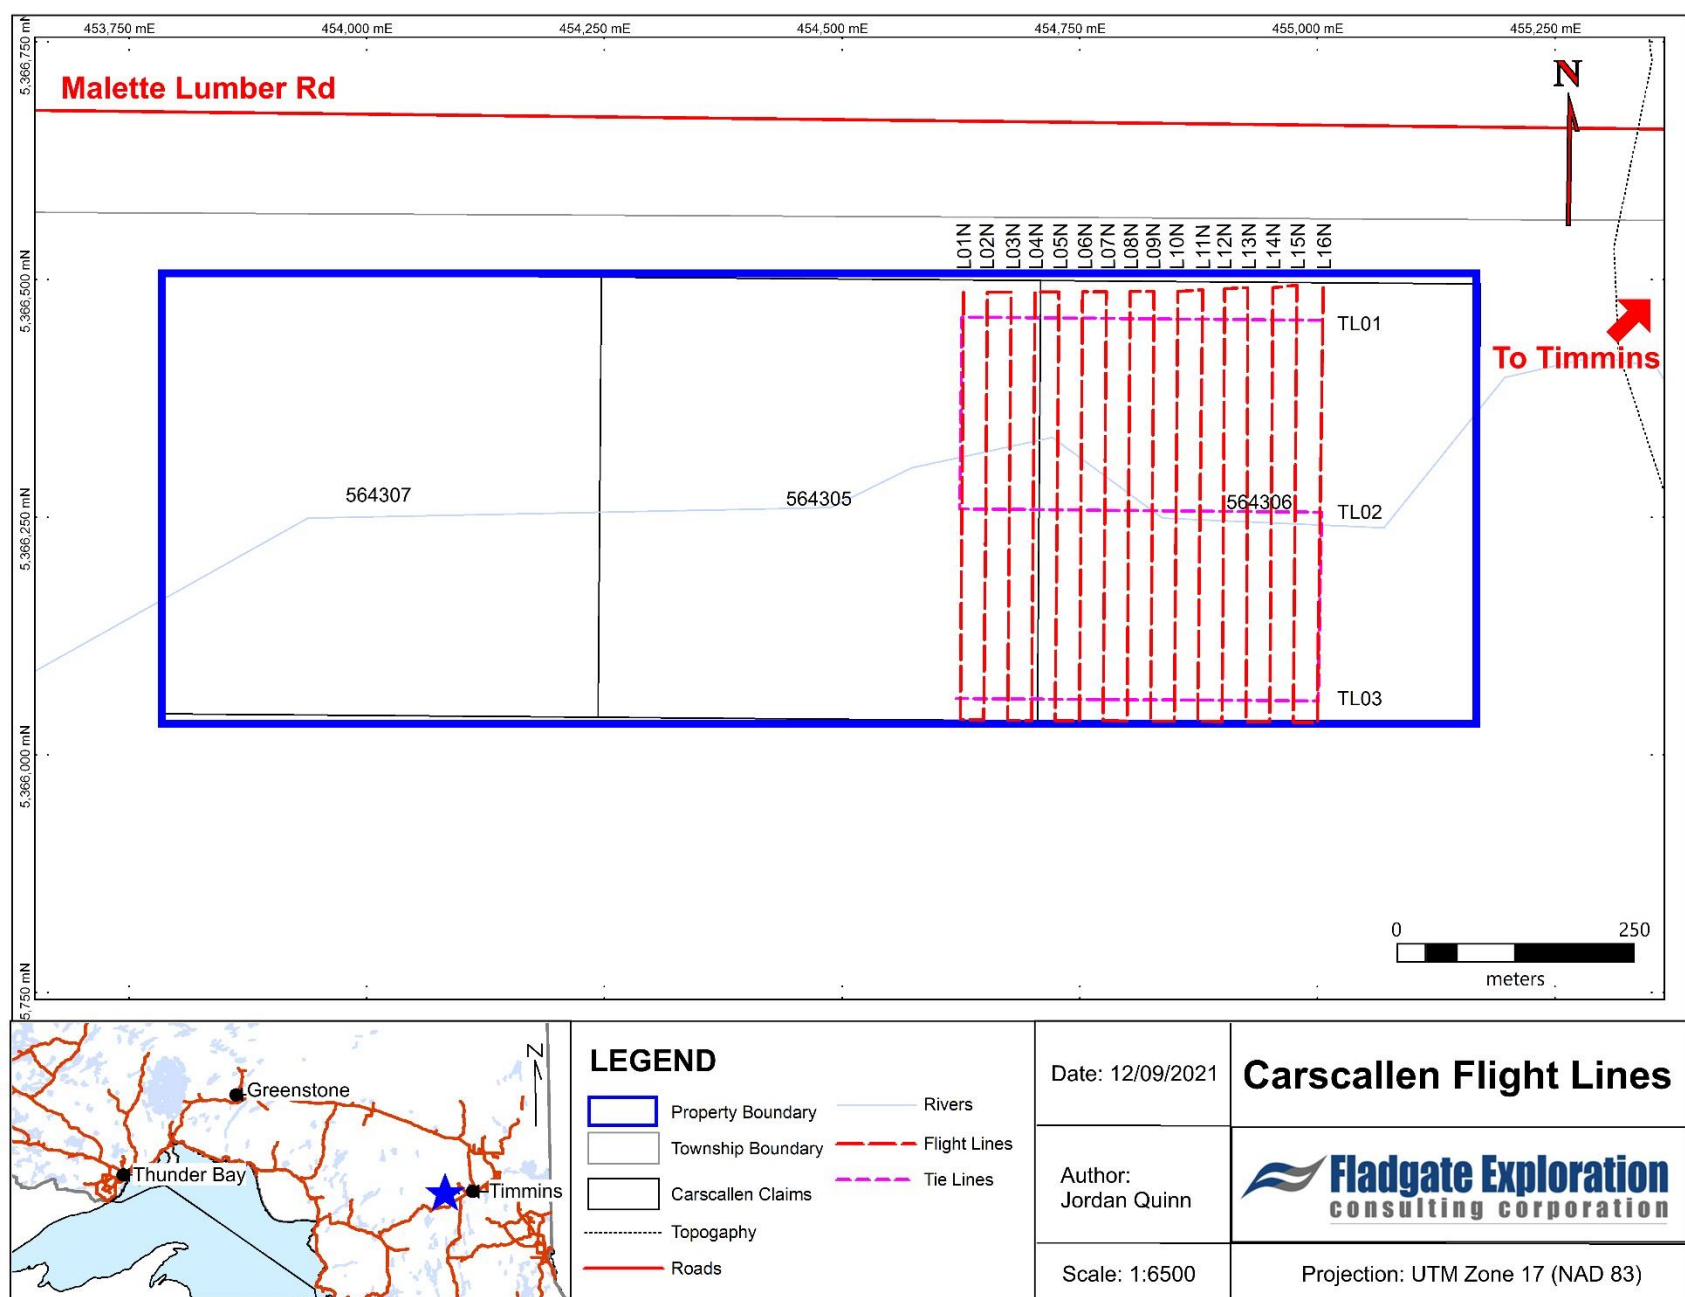 453,750 mE 454,000 mE 454,250 mE 454,500 mE 454,750 mE 455,000 mE 455,250 mE
5,366,750 mN
Malette Lumber Rd
N
L01N L02N L03N L04N L05N L06N L07N L08N L09N L10N L11N L12N L13N L14N L15N L16N
5,366,500 mN
TL01
To Timmins
564307
564305
564306
TL02
5,366,250 mN
TL03
5,366,000 mN
0 250
meters
5,750 mN
Greenstone
Thunder Bay
Timmins
N
LEGEND
Property Boundary
Township Boundary
Carscallen Claims
Topogaphy
Roads
Rivers
Flight Lines
Tie Lines
Date: 12/09/2021
Author:
Jordan Quinn
Scale: 1:6500
Carscallen Flight Lines
Fladgate Exploration
consulting corporation
Projection: UTM Zone 17 (NAD 83)